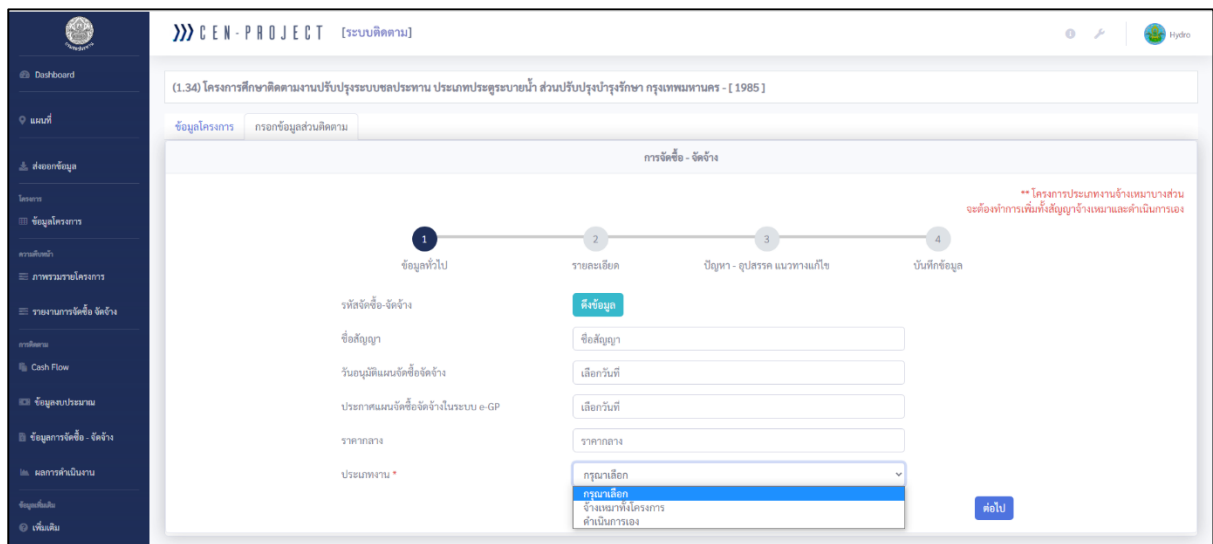 ))) CEN-PROJECT [ระบบติดตาม]
Hydro
Dashboard
แผนที่
ส่งออกข้อมูล
โครงการ
ข้อมูลโครงการ
ความคืบหน้า
ภาพรวมรายโครงการ
รายงานการจัดซื้อ จัดจ้าง
การติดตาม
Cash Flow
ข้อมูลงบประมาณ
ข้อมูลการจัดซื้อ - จัดจ้าง
ผลการดำเนินงาน
ข้อมูลเพิ่มเติม
เพิ่มเติม
(1.34) โครงการศึกษาติดตามงานปรับปรุงระบบชลประทาน ประเภทประตูระบายน้ำ ส่วนปรับปรุงบำรุงรักษา กรุงเทพมหานคร - [ 1985 ]
ข้อมูลโครงการ กรอกข้อมูลส่วนติดตาม
การจัดซื้อ - จัดจ้าง
** โครงการประเภทงานจ้างเหมาบางส่วน
จะต้องทำการเพิ่มทั้งสัญญาจ้างเหมาและดำเนินการเอง
1 2 3 4
ข้อมูลทั่วไป รายละเอียด ปัญหา - อุปสรรค แนวทางแก้ไข บันทึกข้อมูล
รหัสจัดซื้อ-จัดจ้าง ดึงข้อมูล
ชื่อสัญญา ชื่อสัญญา
วันอนุมัติแผนจัดซื้อจัดจ้าง เลือกวันที่
ประกาศแผนจัดซื้อจัดจ้างในระบบ e-GP เลือกวันที่
ราคากลาง ราคากลาง
ประเภทงาน * กรุณาเลือก
กรุณาเลือก
จ้างเหมาทั้งโครงการ
ดำเนินการเอง
ต่อไป